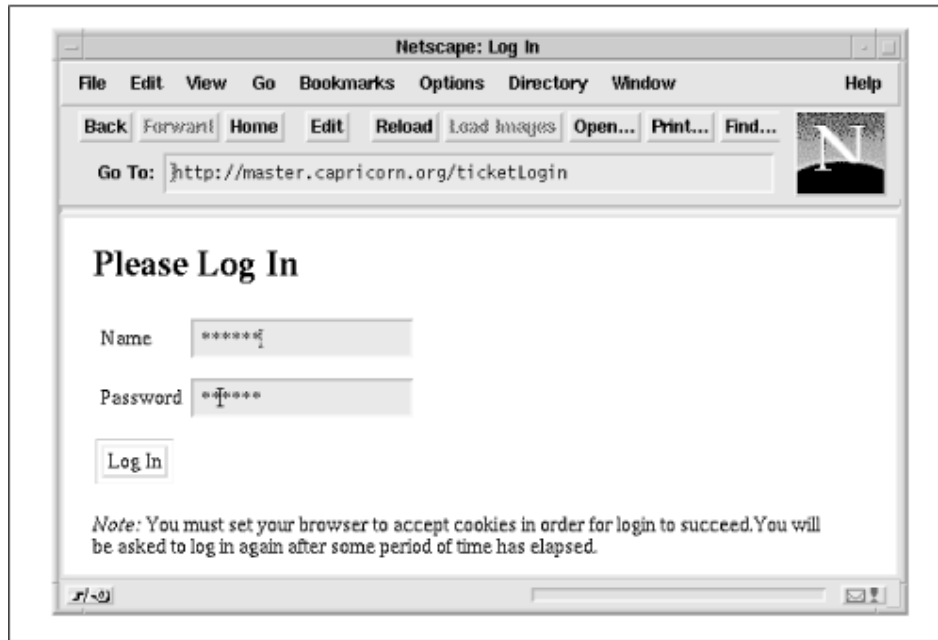 Netscape: Log In
File Edit View Go Bookmarks Options Directory Window Help
Back Forward Home Edit Reload Load Images Open... Print... Find...
N
Go To: http://master.capricorn.org/ticketLogin
Please Log In
Name ******
Password ******
Log In
Note: You must set your browser to accept cookies in order for login to succeed.You will
be asked to log in again after some period of time has elapsed.